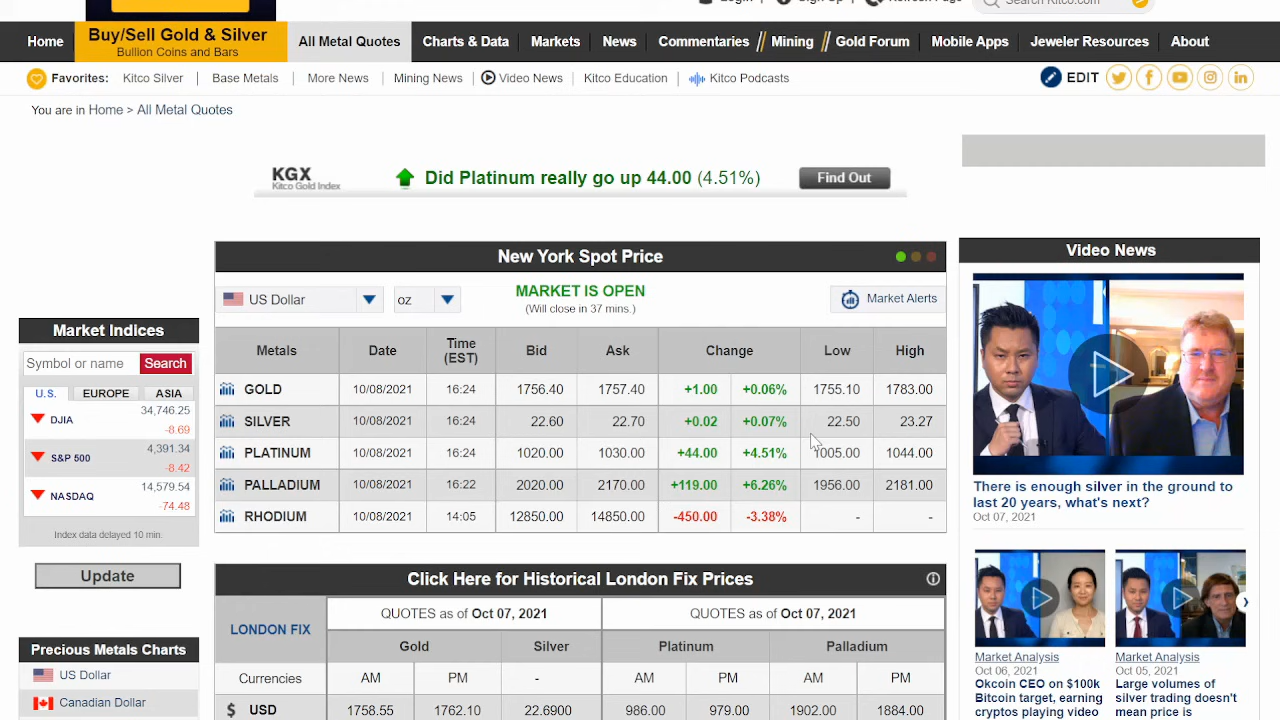 Buy/Sell Gold & Silver
Bullion Coins and Bars
Home
All Metal Quotes
Charts & Data
Markets
News
Commentaries
Mining
Gold Forum
Mobile Apps
Jeweler Resources
About
Favorites:
Kitco Silver
Base Metals
More News
Mining News
Video News
Kitco Education
Kitco Podcasts
EDIT
You are in Home > All Metal Quotes
KGX
Kitco Gold Index
Did Platinum really go up 44.00 (4.51%)
Find Out
New York Spot Price
US Dollar
oz
MARKET IS OPEN
(Will close in 37 mins.)
Market Alerts
Metals Date Time (EST) Bid Ask Change Low High
GOLD 10/08/2021 16:24 1756.40 1757.40 +1.00 +0.06% 1755.10 1783.00
SILVER 10/08/2021 16:24 22.60 22.70 +0.02 +0.07% 22.50 23.27
PLATINUM 10/08/2021 16:24 1020.00 1030.00 +44.00 +4.51% 1005.00 1044.00
PALLADIUM 10/08/2021 16:22 2020.00 2170.00 +119.00 +6.26% 1956.00 2181.00
RHODIUM 10/08/2021 14:05 12850.00 14850.00 -450.00 -3.38% - -
Click Here for Historical London Fix Prices
LONDON FIX
QUOTES as of Oct 07, 2021
QUOTES as of Oct 07, 2021
Gold Silver Platinum Palladium
Currencies AM PM - AM PM AM PM
$ USD 1758.55 1762.10 22.6900 986.00 979.00 1902.00 1884.00
Market Indices
Symbol or name
Search
U.S. EUROPE ASIA
DJIA 34,746.25
-8.69
S&P 500 4,391.34
-8.42
NASDAQ 14,579.54
-74.48
Index data delayed 10 min.
Update
Precious Metals Charts
US Dollar
Canadian Dollar
Video News
There is enough silver in the ground to
last 20 years, what's next?
Oct 07, 2021
Market Analysis
Oct 06, 2021
Okcoin CEO on $100k
Bitcoin target, earning
cryptos playing video
Market Analysis
Oct 05, 2021
Large volumes of
silver trading doesn't
mean price is